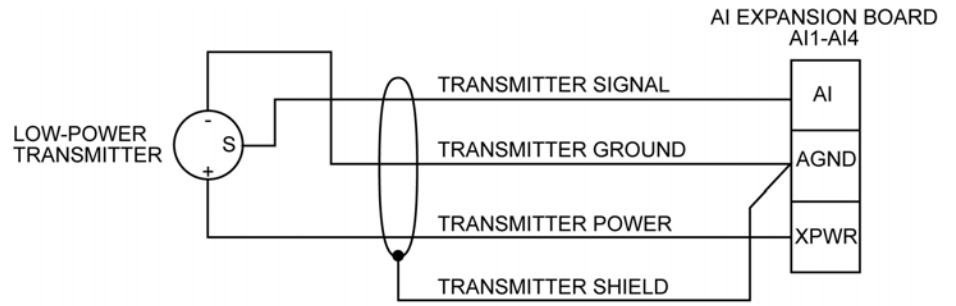 AI EXPANSION BOARD
AI1-AI4
TRANSMITTER SIGNAL
AI
-
LOW-POWER
TRANSMITTER
S
+
TRANSMITTER GROUND
AGND
TRANSMITTER POWER
XPWR
TRANSMITTER SHIELD